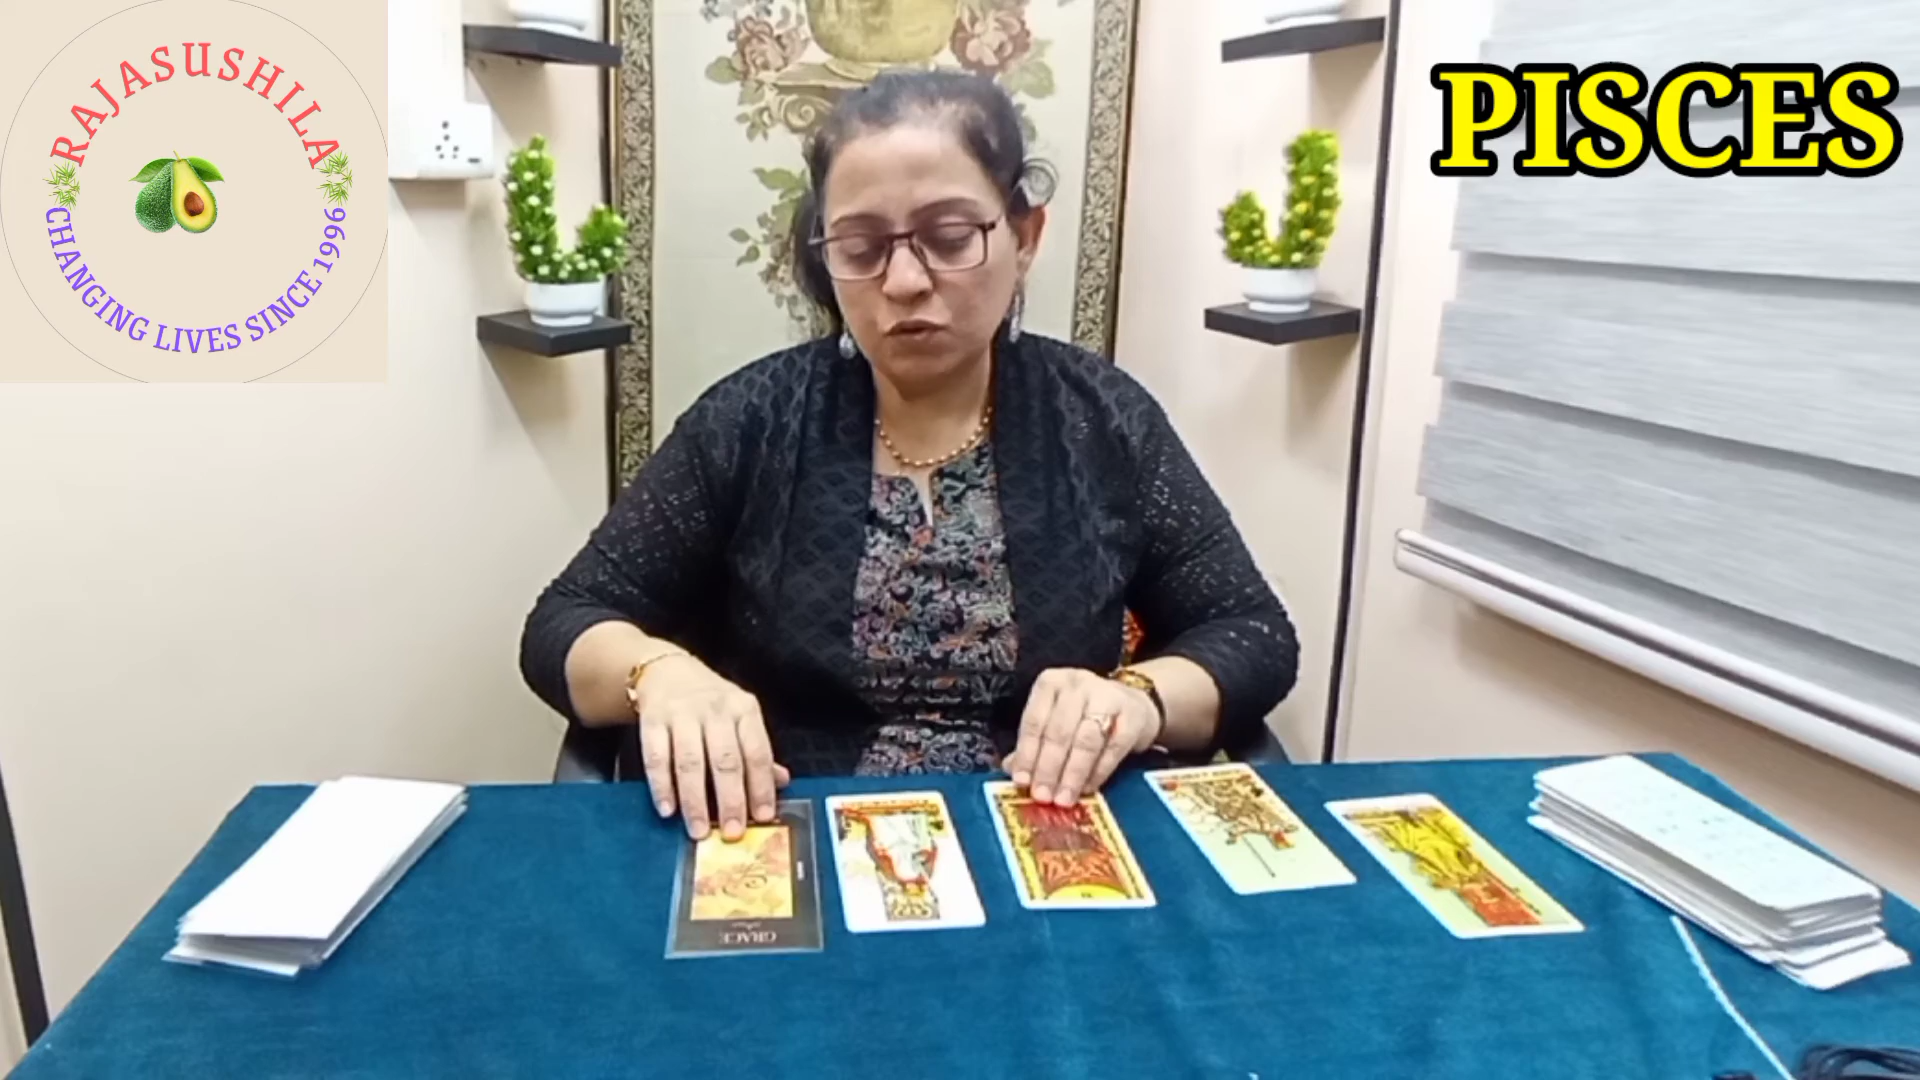 RAJASUSHILA
CHANGING LIVES SINCE 1996
PISCES
GRACE